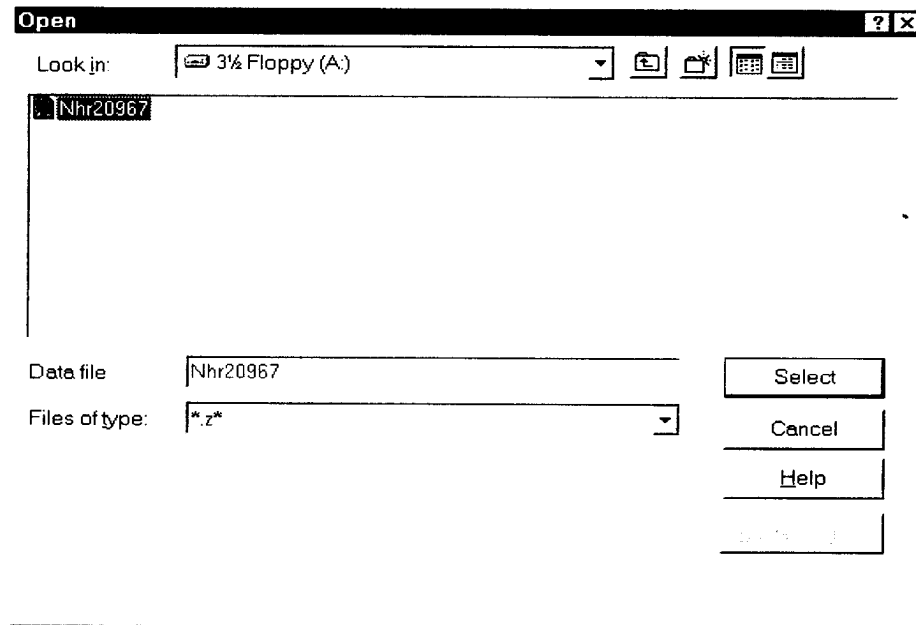 Open
Look in: 3½ Floppy (A:)
Nhr20967
Data file Nhr20967
Select
Files of type: *.z*
Cancel
Help